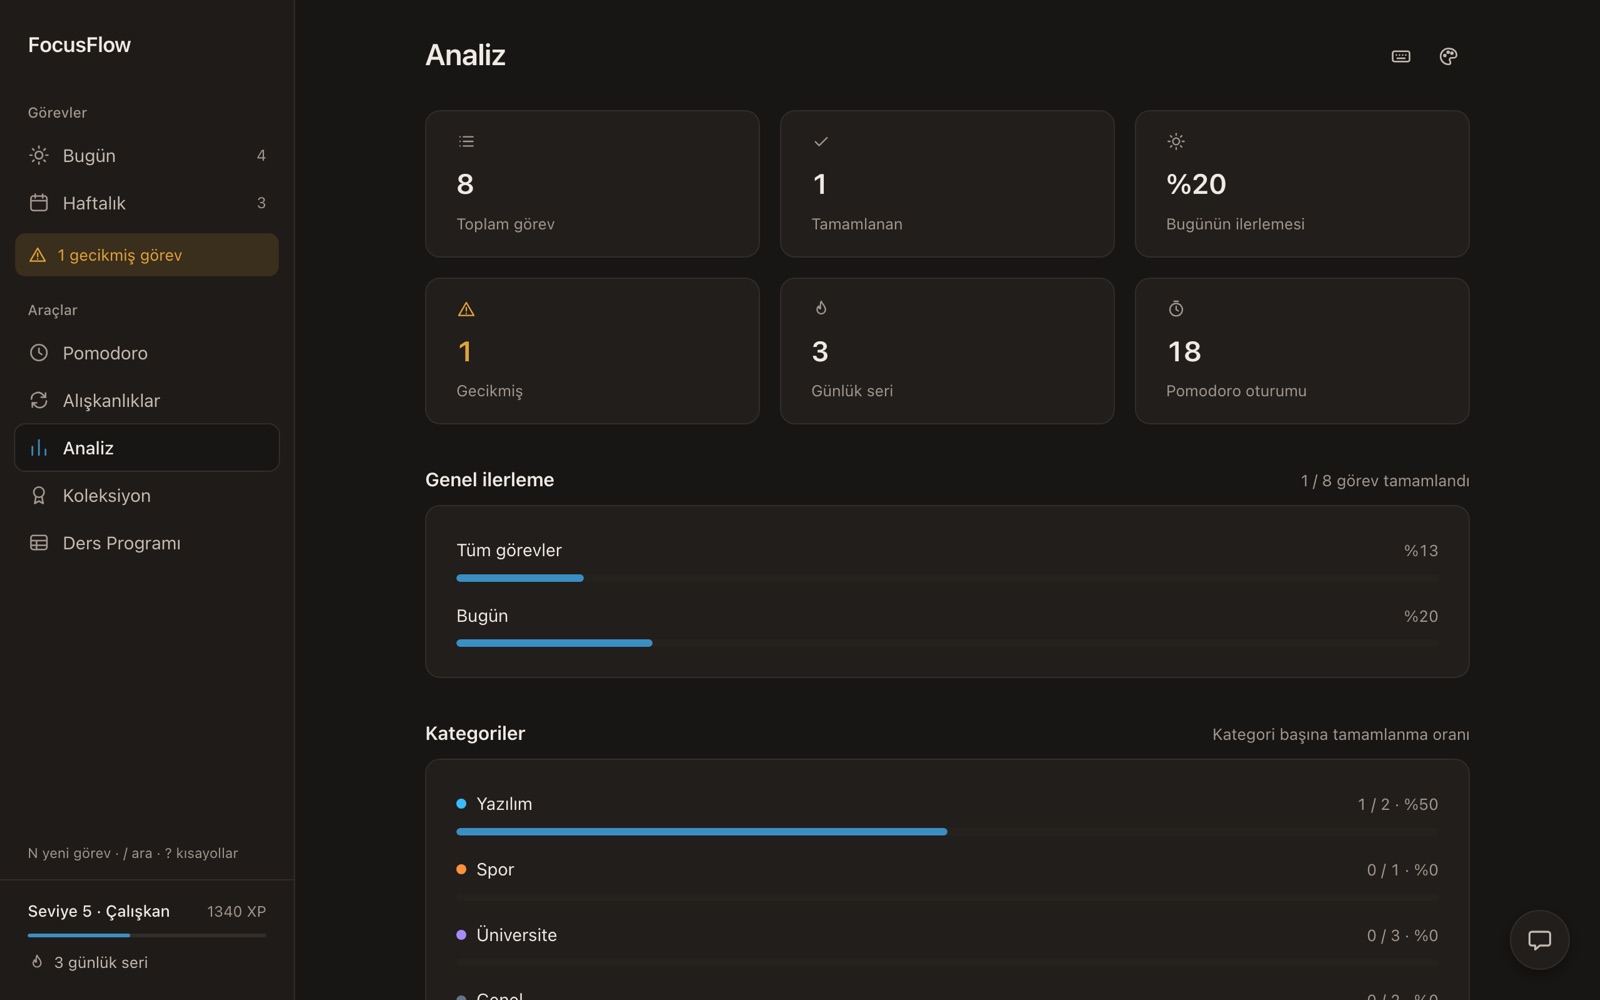 FocusFlow
Görevler
Bugün 4
Haftalık 3
1 gecikmiş görev
Araçlar
Pomodoro
Alışkanlıklar
Analiz
Koleksiyon
Ders Programı
N yeni görev · / ara · ? kısayollar
Seviye 5 · Çalışkan 1340 XP
3 günlük seri
Analiz
8
Toplam görev
1
Tamamlanan
%20
Bugünün ilerlemesi
1
Gecikmiş
3
Günlük seri
18
Pomodoro oturumu
Genel ilerleme 1 / 8 görev tamamlandı
Tüm görevler %13
Bugün %20
Kategoriler Kategori başına tamamlanma oranı
Yazılım 1 / 2 · %50
Spor 0 / 1 · %0
Üniversite 0 / 3 · %0
Genel 0 / 2 · %0